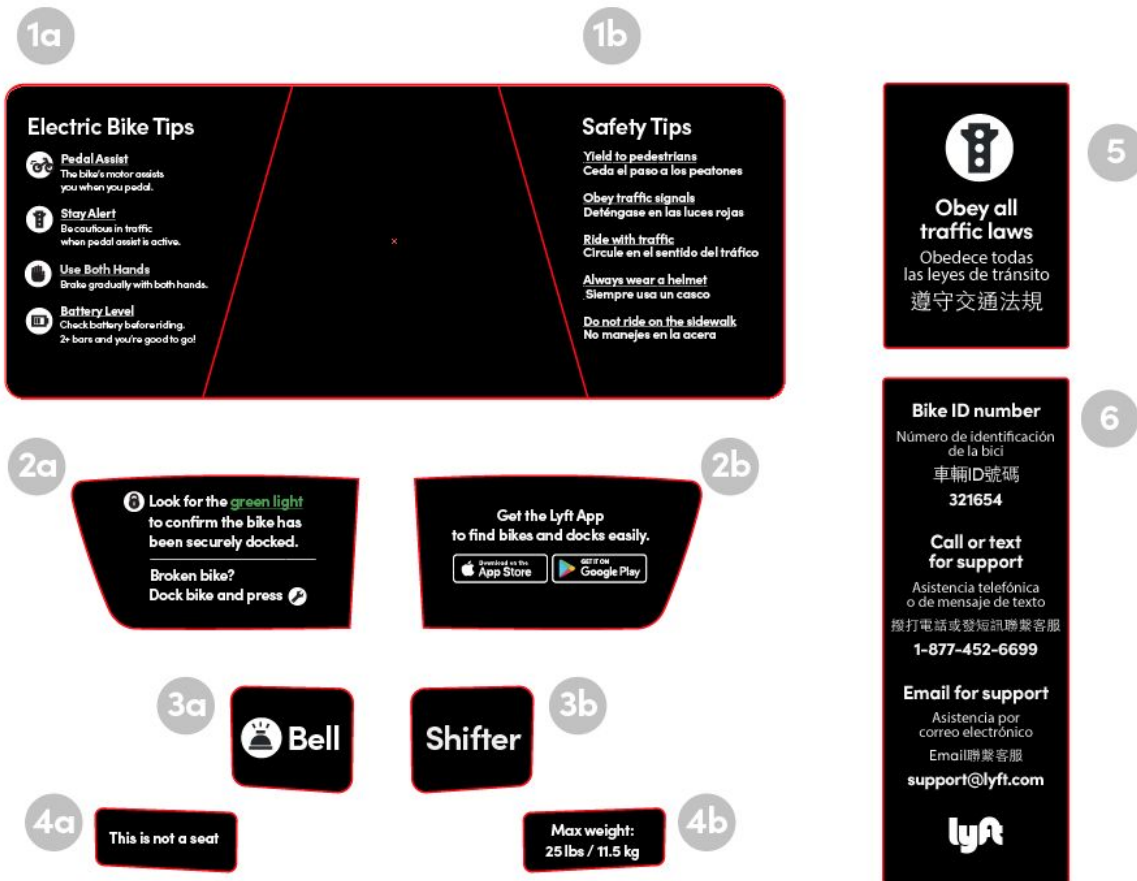 1a
1b
Electric Bike Tips
Pedal Assist
The bike's motor assists
you when you pedal.
Stay Alert
Be cautious in traffic
when pedal assist is active.
Use Both Hands
Brake gradually with both hands.
Battery Level
Check battery before riding.
2+ bars and you're good to go!
Safety Tips
Yield to pedestrians
Ceda el paso a los peatones
Obey traffic signals
Deténgase en las luces rojas
Ride with traffic
Circule en el sentido del tráfico
Always wear a helmet
Siempre usa un casco
Do not ride on the sidewalk
No manejes en la acera
2a
Look for the green light
to confirm the bike has
been securely docked.
Broken bike?
Dock bike and press
2b
Get the Lyft App
to find bikes and docks easily.
Download on the
App Store
GET IT ON
Google Play
3a
Bell
3b
Shifter
4a
This is not a seat
4b
Max weight:
25 lbs / 11.5 kg
5
Obey all
traffic laws
Obedece todas
las leyes de tránsito
遵守交通法規
6
Bike ID number
Número de identificación
de la bici
車輛ID號碼
321654
Call or text
for support
Asistencia telefónica
o de mensaje de texto
撥打電話或發短訊聯繫客服
1-877-452-6699
Email for support
Asistencia por
correo electrónico
Email聯繫客服
support@lyft.com
lyft